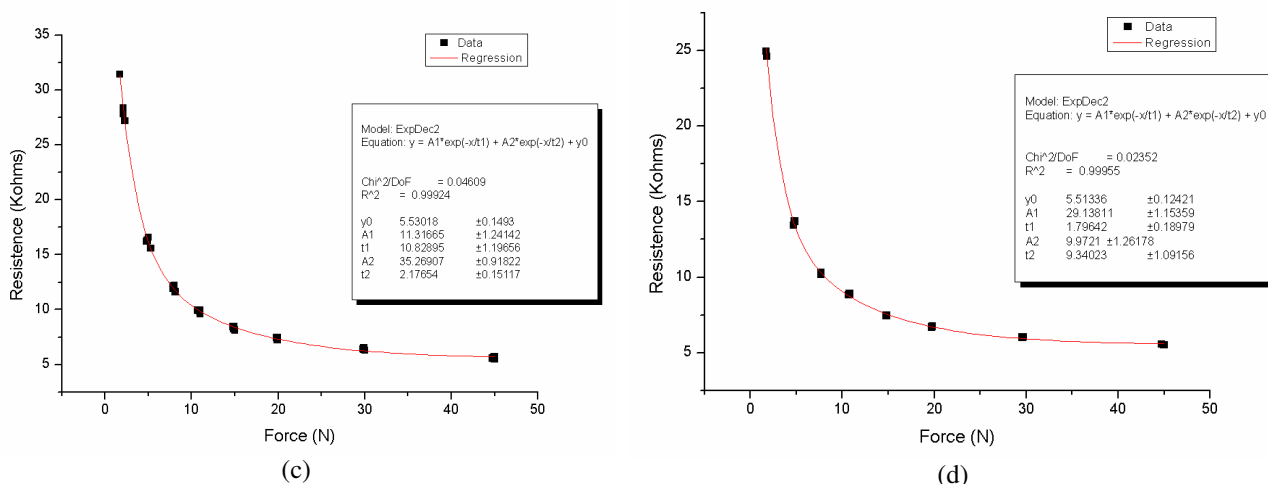 35
30
25
20
15
10
5
Resistence (Kohms)
0 10 20 30 40 50
Force (N)
Data
Regression
Model: ExpDec2
Equation: y = A1*exp(-x/t1) + A2*exp(-x/t2) + y0
Chi^2/DoF = 0.04609
R^2 = 0.99924
y0 5.53018 ±0.1493
A1 11.31665 ±1.24142
t1 10.82895 ±1.19656
A2 35.26907 ±0.91822
t2 2.17654 ±0.15117
(c)
25
20
15
10
5
Resistence (Kohms)
0 10 20 30 40 50
Force (N)
Data
Regression
Model: ExpDec2
Equation: y = A1*exp(-x/t1) + A2*exp(-x/t2) + y0
Chi^2/DoF = 0.02352
R^2 = 0.99955
y0 5.51336 ±0.12421
A1 29.13811 ±1.15359
t1 1.79642 ±0.18979
A2 9.9721 ±1.26178
t2 9.34023 ±1.09156
(d)